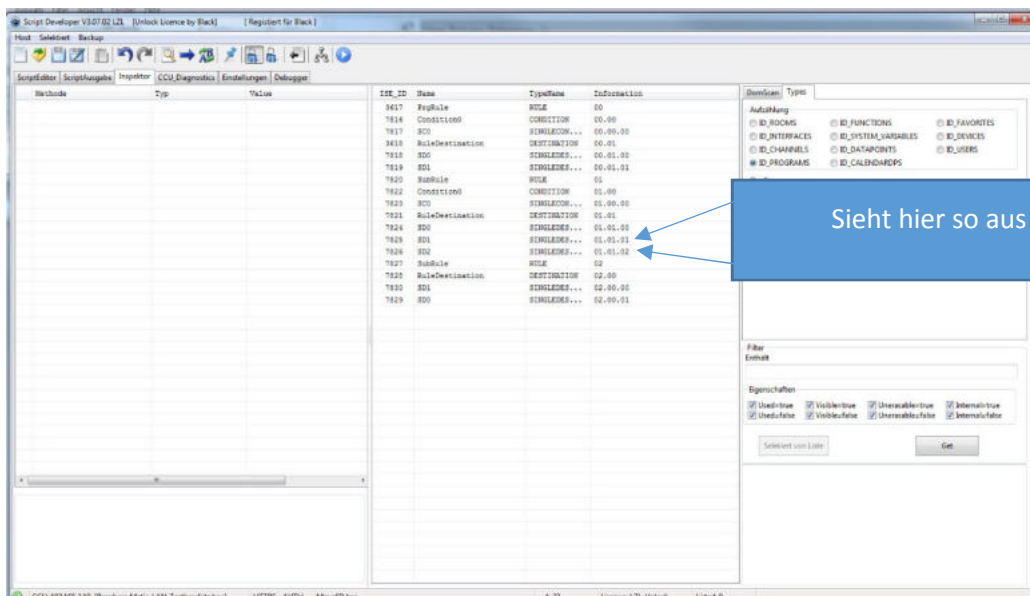 Script Developer V3.07.02 LZL [Unlock Licence by Black] [ Registiert für Black ]
Host Selektiert Backup
ScriptEditor ScriptAusgabe Inspektor CCU_Diagnostics Einstellungen Debugger
Methode Typ Value
ISE_ID Name TypeName Information
3617 PrgRule RULE 00
7816 Condition0 CONDITION 00.00
7817 SC0 SINGLECON... 00.00.00
3618 RuleDestination DESTINATION 00.01
7818 SD0 SINGLEDES... 00.01.00
7819 SD1 SINGLEDES... 00.01.01
7820 SubRule RULE 01
7822 Condition0 CONDITION 01.00
7823 SC0 SINGLECON... 01.00.00
7821 RuleDestination DESTINATION 01.01
7824 SD0 SINGLEDES... 01.01.00
7825 SD1 SINGLEDES... 01.01.01
7826 SD2 SINGLEDES... 01.01.02
7827 SubRule RULE 02
7828 RuleDestination DESTINATION 02.00
7830 SD1 SINGLEDES... 02.00.00
7829 SD0 SINGLEDES... 02.00.01
DomScan Types
Aufzählung
ID_ROOMS ID_FUNCTIONS ID_FAVORITES
ID_INTERFACES ID_SYSTEM_VARIABLES ID_DEVICES
ID_CHANNELS ID_DATAPOINTS ID_USERS
ID_PROGRAMS ID_CALENDARDPS
Sieht hier so aus
Filter
Enthält
Eigenschaften
Used=true Visible=true Unerasable=true Internal=true
Used=false Visible=false Unerasable=false Internal=false
Selektiert von Liste Get